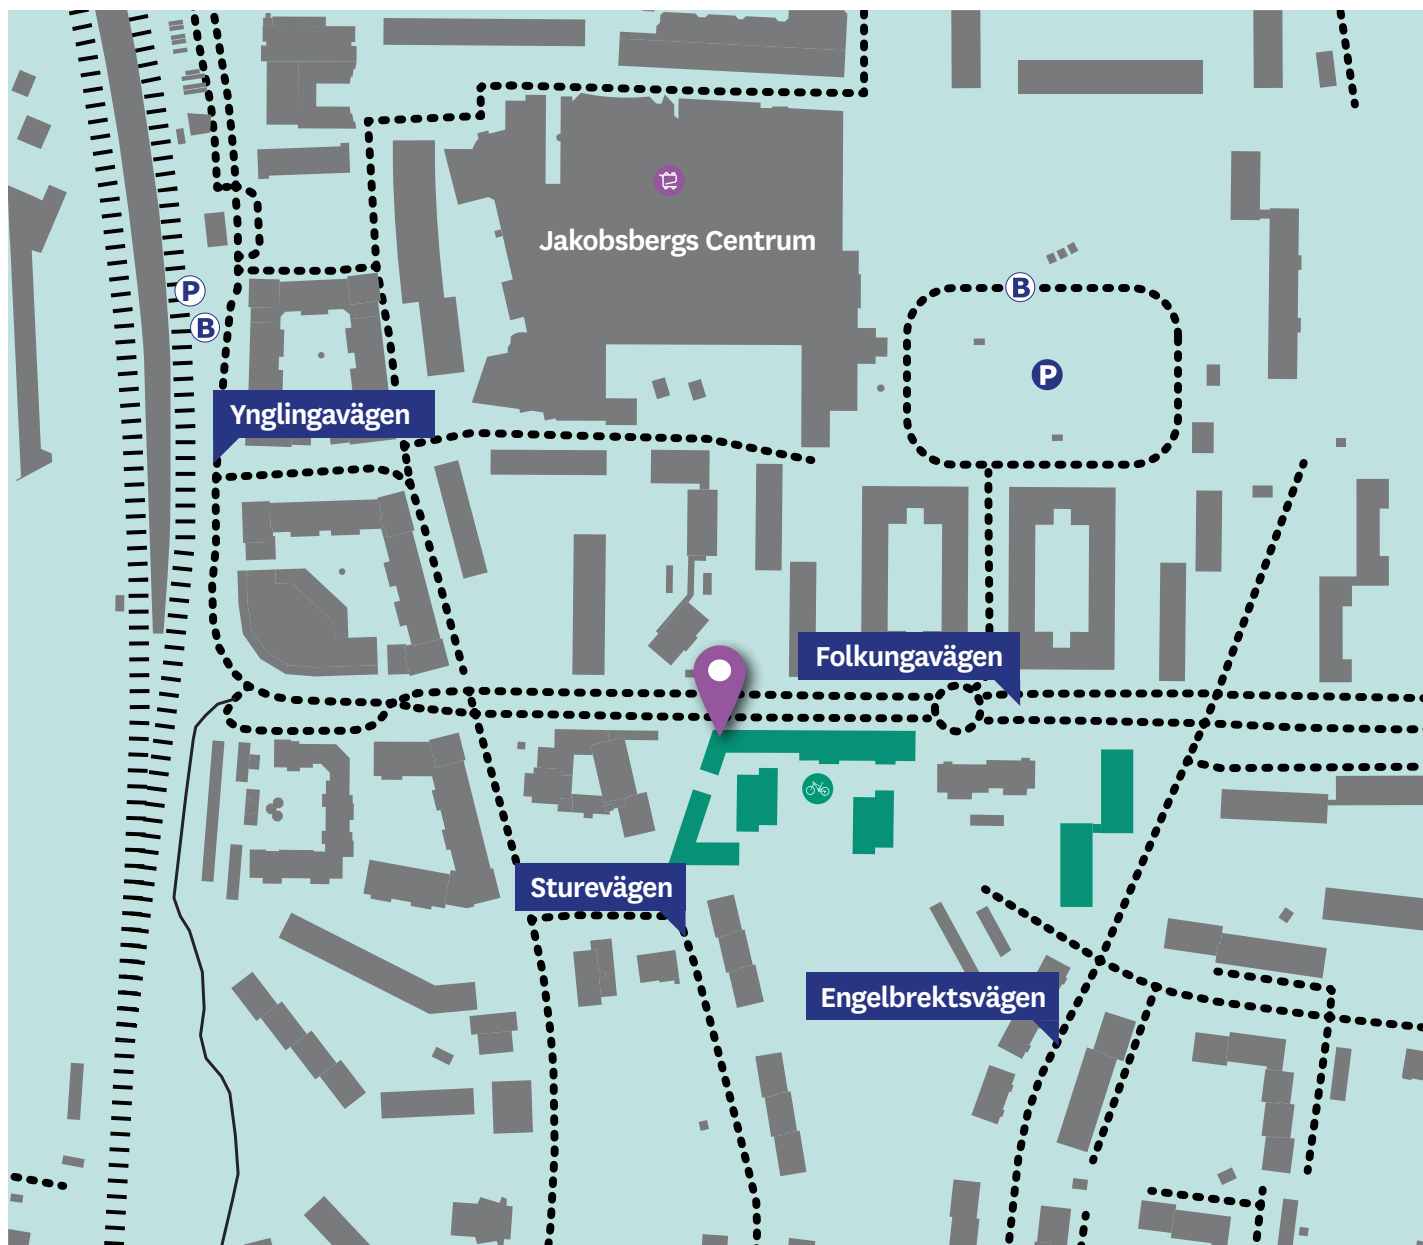 Jakobsbergs Centrum
P
B
B
P
Ynglingavägen
Folkungavägen
Sturevägen
Engelbrektsvägen